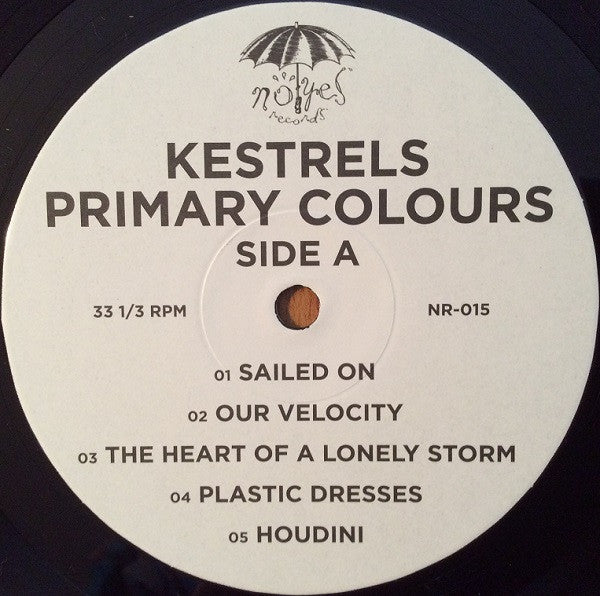 noyes
records
KESTRELS
PRIMARY COLOURS
SIDE A
33 1/3 RPM
NR-015
01 SAILED ON
02 OUR VELOCITY
03 THE HEART OF A LONELY STORM
04 PLASTIC DRESSES
05 HOUDINI